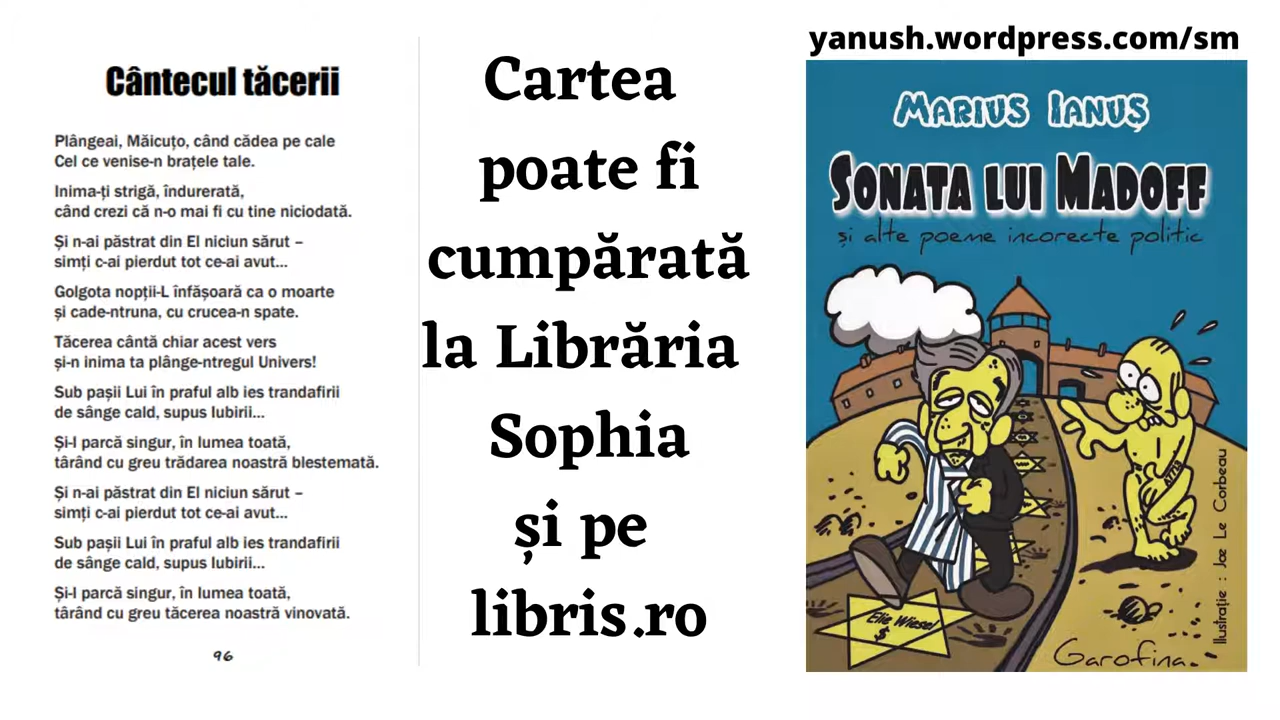 Cântecul tăcerii
Plângeai, Măicuțo, când cădea pe cale
Cel ce venise-n brațele tale.
Inima-ți strigă, îndurerată,
când crezi că n-o mai fi cu tine niciodată.
Și n-ai păstrat din El niciun sărut –
simți c-ai pierdut tot ce-ai avut...
Golgota nopții-L înfășoară ca o moarte
și cade-ntruna, cu crucea-n spate.
Tăcerea cântă chiar acest vers
și-n inima ta plânge-ntregul Univers!
Sub pașii Lui în praful alb ies trandafirii
de sânge cald, supus Iubirii...
Și-I parcă singur, în lumea toată,
târând cu greu trădarea noastră blestemată.
Și n-ai păstrat din El niciun sărut –
simți c-ai pierdut tot ce-ai avut...
Sub pașii Lui în praful alb ies trandafirii
de sânge cald, supus Iubirii...
Și-I parcă singur, în lumea toată,
târând cu greu tăcerea noastră vinovată.
96
Cartea
poate fi
cumpărată
la Librăria
Sophia
și pe
libris.ro
yanush.wordpress.com/sm
Marius Ianuș
Sonata lui Madoff
și alte poeme incorecte politic
Elie Wiesel
$
Ilustrație : Joe Le Corbeau
Garofina